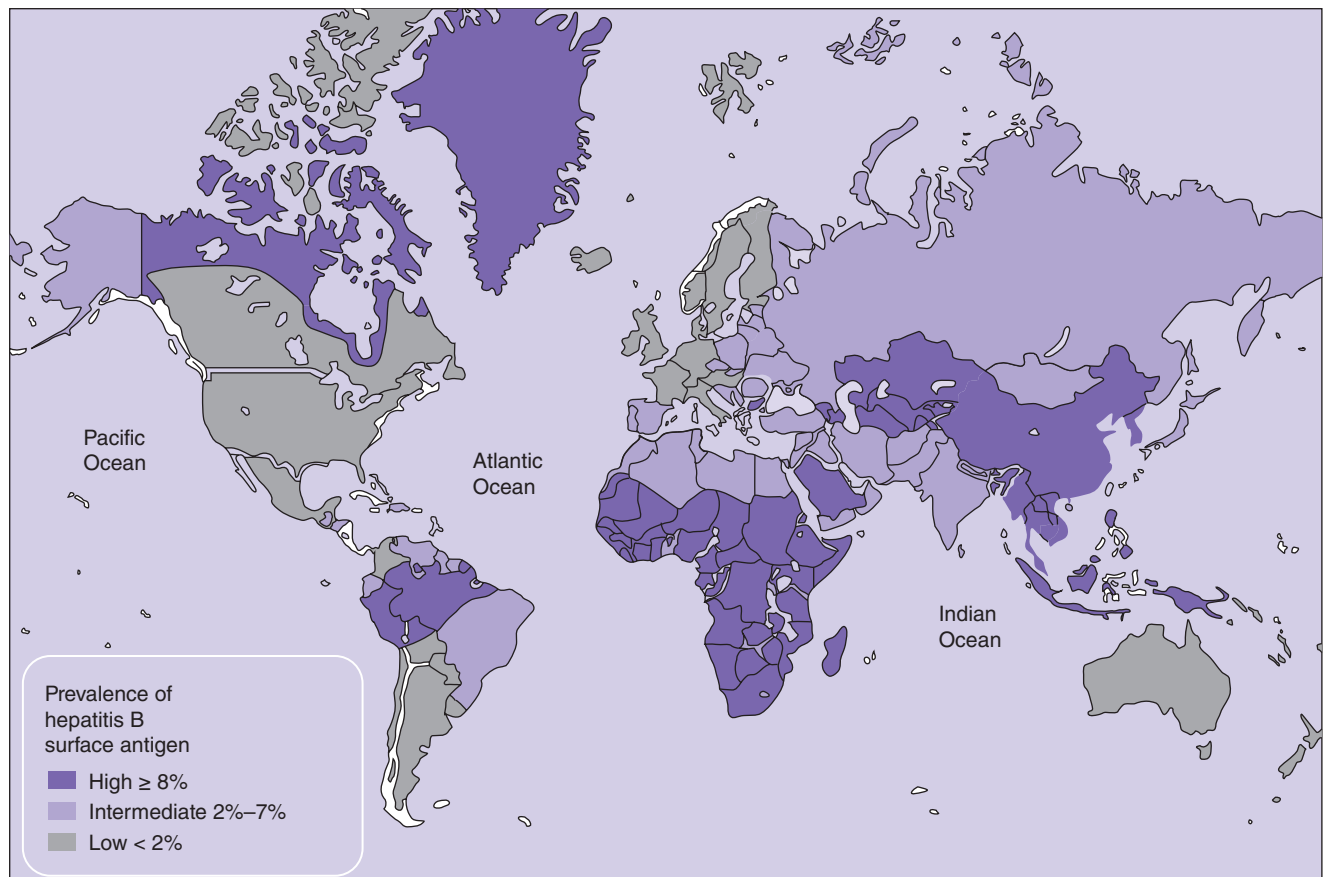 Pacific
Ocean
Atlantic
Ocean
Indian
Ocean
Prevalence of
hepatitis B
surface antigen
High ≥ 8%
Intermediate 2%–7%
Low < 2%